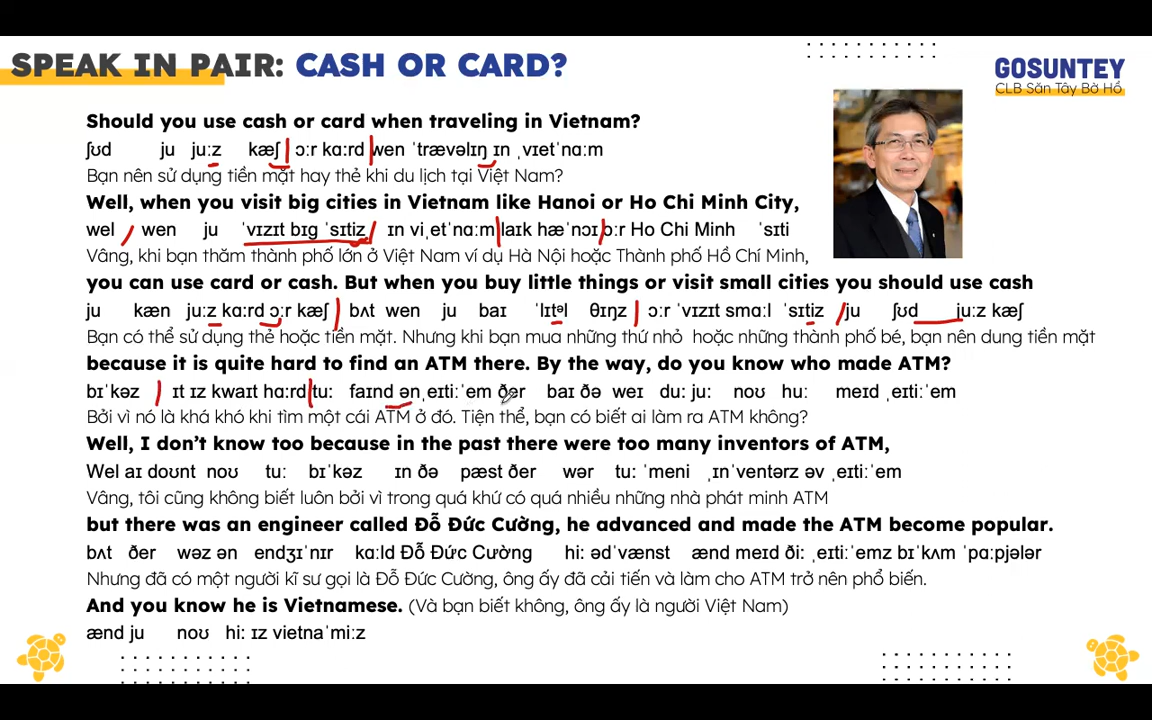 SPEAK IN PAIR: CASH OR CARD?
GOSUNTEY
CLB Săn Tây Bờ Hồ
Should you use cash or card when traveling in Vietnam?
ʃʊd ju juːz kæʃ ɔːr kɑːrd wen ˈtrævəlɪŋ ɪn ˌvɪetˈnɑːm
Bạn nên sử dụng tiền mặt hay thẻ khi du lịch tại Việt Nam?
Well, when you visit big cities in Vietnam like Hanoi or Ho Chi Minh City,
wel wen ju ˈvɪzɪt bɪg ˈsɪtiz ɪn viˌetˈnɑːm laɪk hæˈnɔɪ ɔːr Ho Chi Minh ˈsɪti
Vâng, khi bạn thăm thành phố lớn ở Việt Nam ví dụ Hà Nội hoặc Thành phố Hồ Chí Minh,
you can use card or cash. But when you buy little things or visit small cities you should use cash
ju kæn juːz kɑːrd ɔːr kæʃ bʌt wen ju baɪ ˈlɪtəl θɪŋz ɔːr ˈvɪzɪt smɑːl ˈsɪtiz ju ʃʊd juːz kæʃ
Bạn có thể sử dụng thẻ hoặc tiền mặt. Nhưng khi bạn mua những thứ nhỏ hoặc những thành phố bé, bạn nên dung tiền mặt
because it is quite hard to find an ATM there. By the way, do you know who made ATM?
bɪˈkəz ɪt ɪz kwaɪt hɑːrd tuː faɪnd ən ˌeɪtiːˈem ðer baɪ ðə weɪ duː juː noʊ huː meɪd ˌeɪtiːˈem
Bởi vì nó là khá khó khi tìm một cái ATM ở đó. Tiện thể, bạn có biết ai làm ra ATM không?
Well, I don't know too because in the past there were too many inventors of ATM,
Wel aɪ doʊnt noʊ tuː bɪˈkəz ɪn ðə pæst ðer wər tuː ˈmeni ˌɪnˈventərz əv ˌeɪtiːˈem
Vâng, tôi cũng không biết luôn bởi vì trong quá khứ có quá nhiều những nhà phát minh ATM
but there was an engineer called Đỗ Đức Cường, he advanced and made the ATM become popular.
bʌt ðer wəz ən endʒɪˈnɪr kɑːld Đỗ Đức Cường hiː ədˈvænst ænd meɪd ðiː ˌeɪtiːˈemz bɪˈkʌm ˈpɑːpjələr
Nhưng đã có một người kĩ sư gọi là Đỗ Đức Cường, ông ấy đã cải tiến và làm cho ATM trở nên phổ biến.
And you know he is Vietnamese. (Và bạn biết không, ông ấy là người Việt Nam)
ænd ju noʊ hiː ɪz vietnaˈmiːz